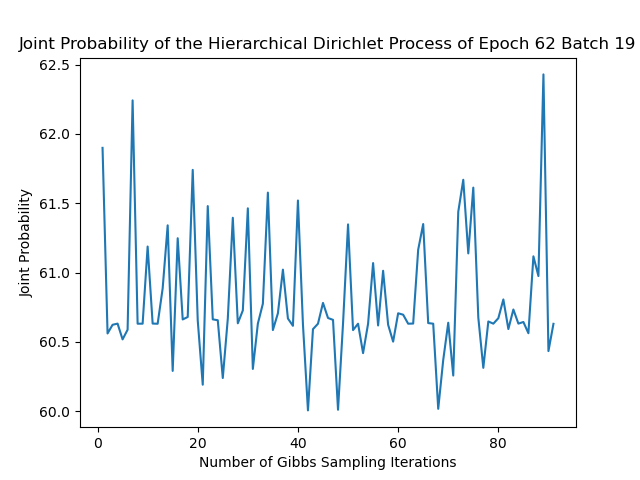 Joint Probability of the Hierarchical Dirichlet Process of Epoch 62 Batch 19
62.5
62.0
61.5
61.0
60.5
60.0
Joint Probability
0 20 40 60 80
Number of Gibbs Sampling Iterations